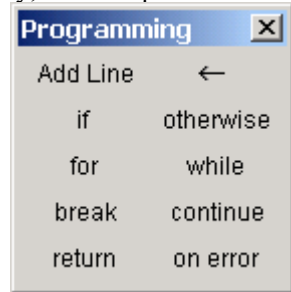 Programming
Add Line ←
if otherwise
for while
break continue
return on error